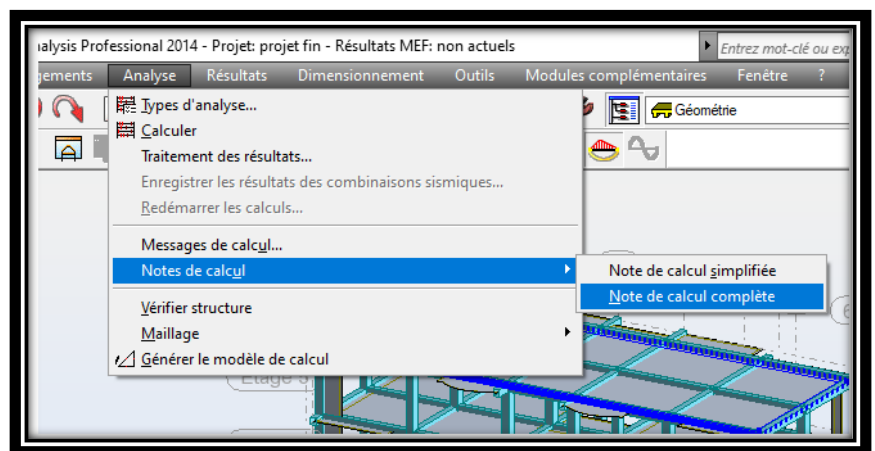 alysis Professional 2014 - Projet: projet fin - Résultats MEF: non actuels
Entrez mot-clé ou exp
gements Analyse Résultats Dimensionnement Outils Modules complémentaires Fenêtre ?
Types d'analyse...
Géométrie
Calculer
Traitement des résultats...
Enregistrer les résultats des combinaisons sismiques...
Redémarrer les calculs...
Messages de calcul...
Notes de calcul
Note de calcul simplifiée
Note de calcul complète
Vérifier structure
Maillage
Générer le modèle de calcul
Etage